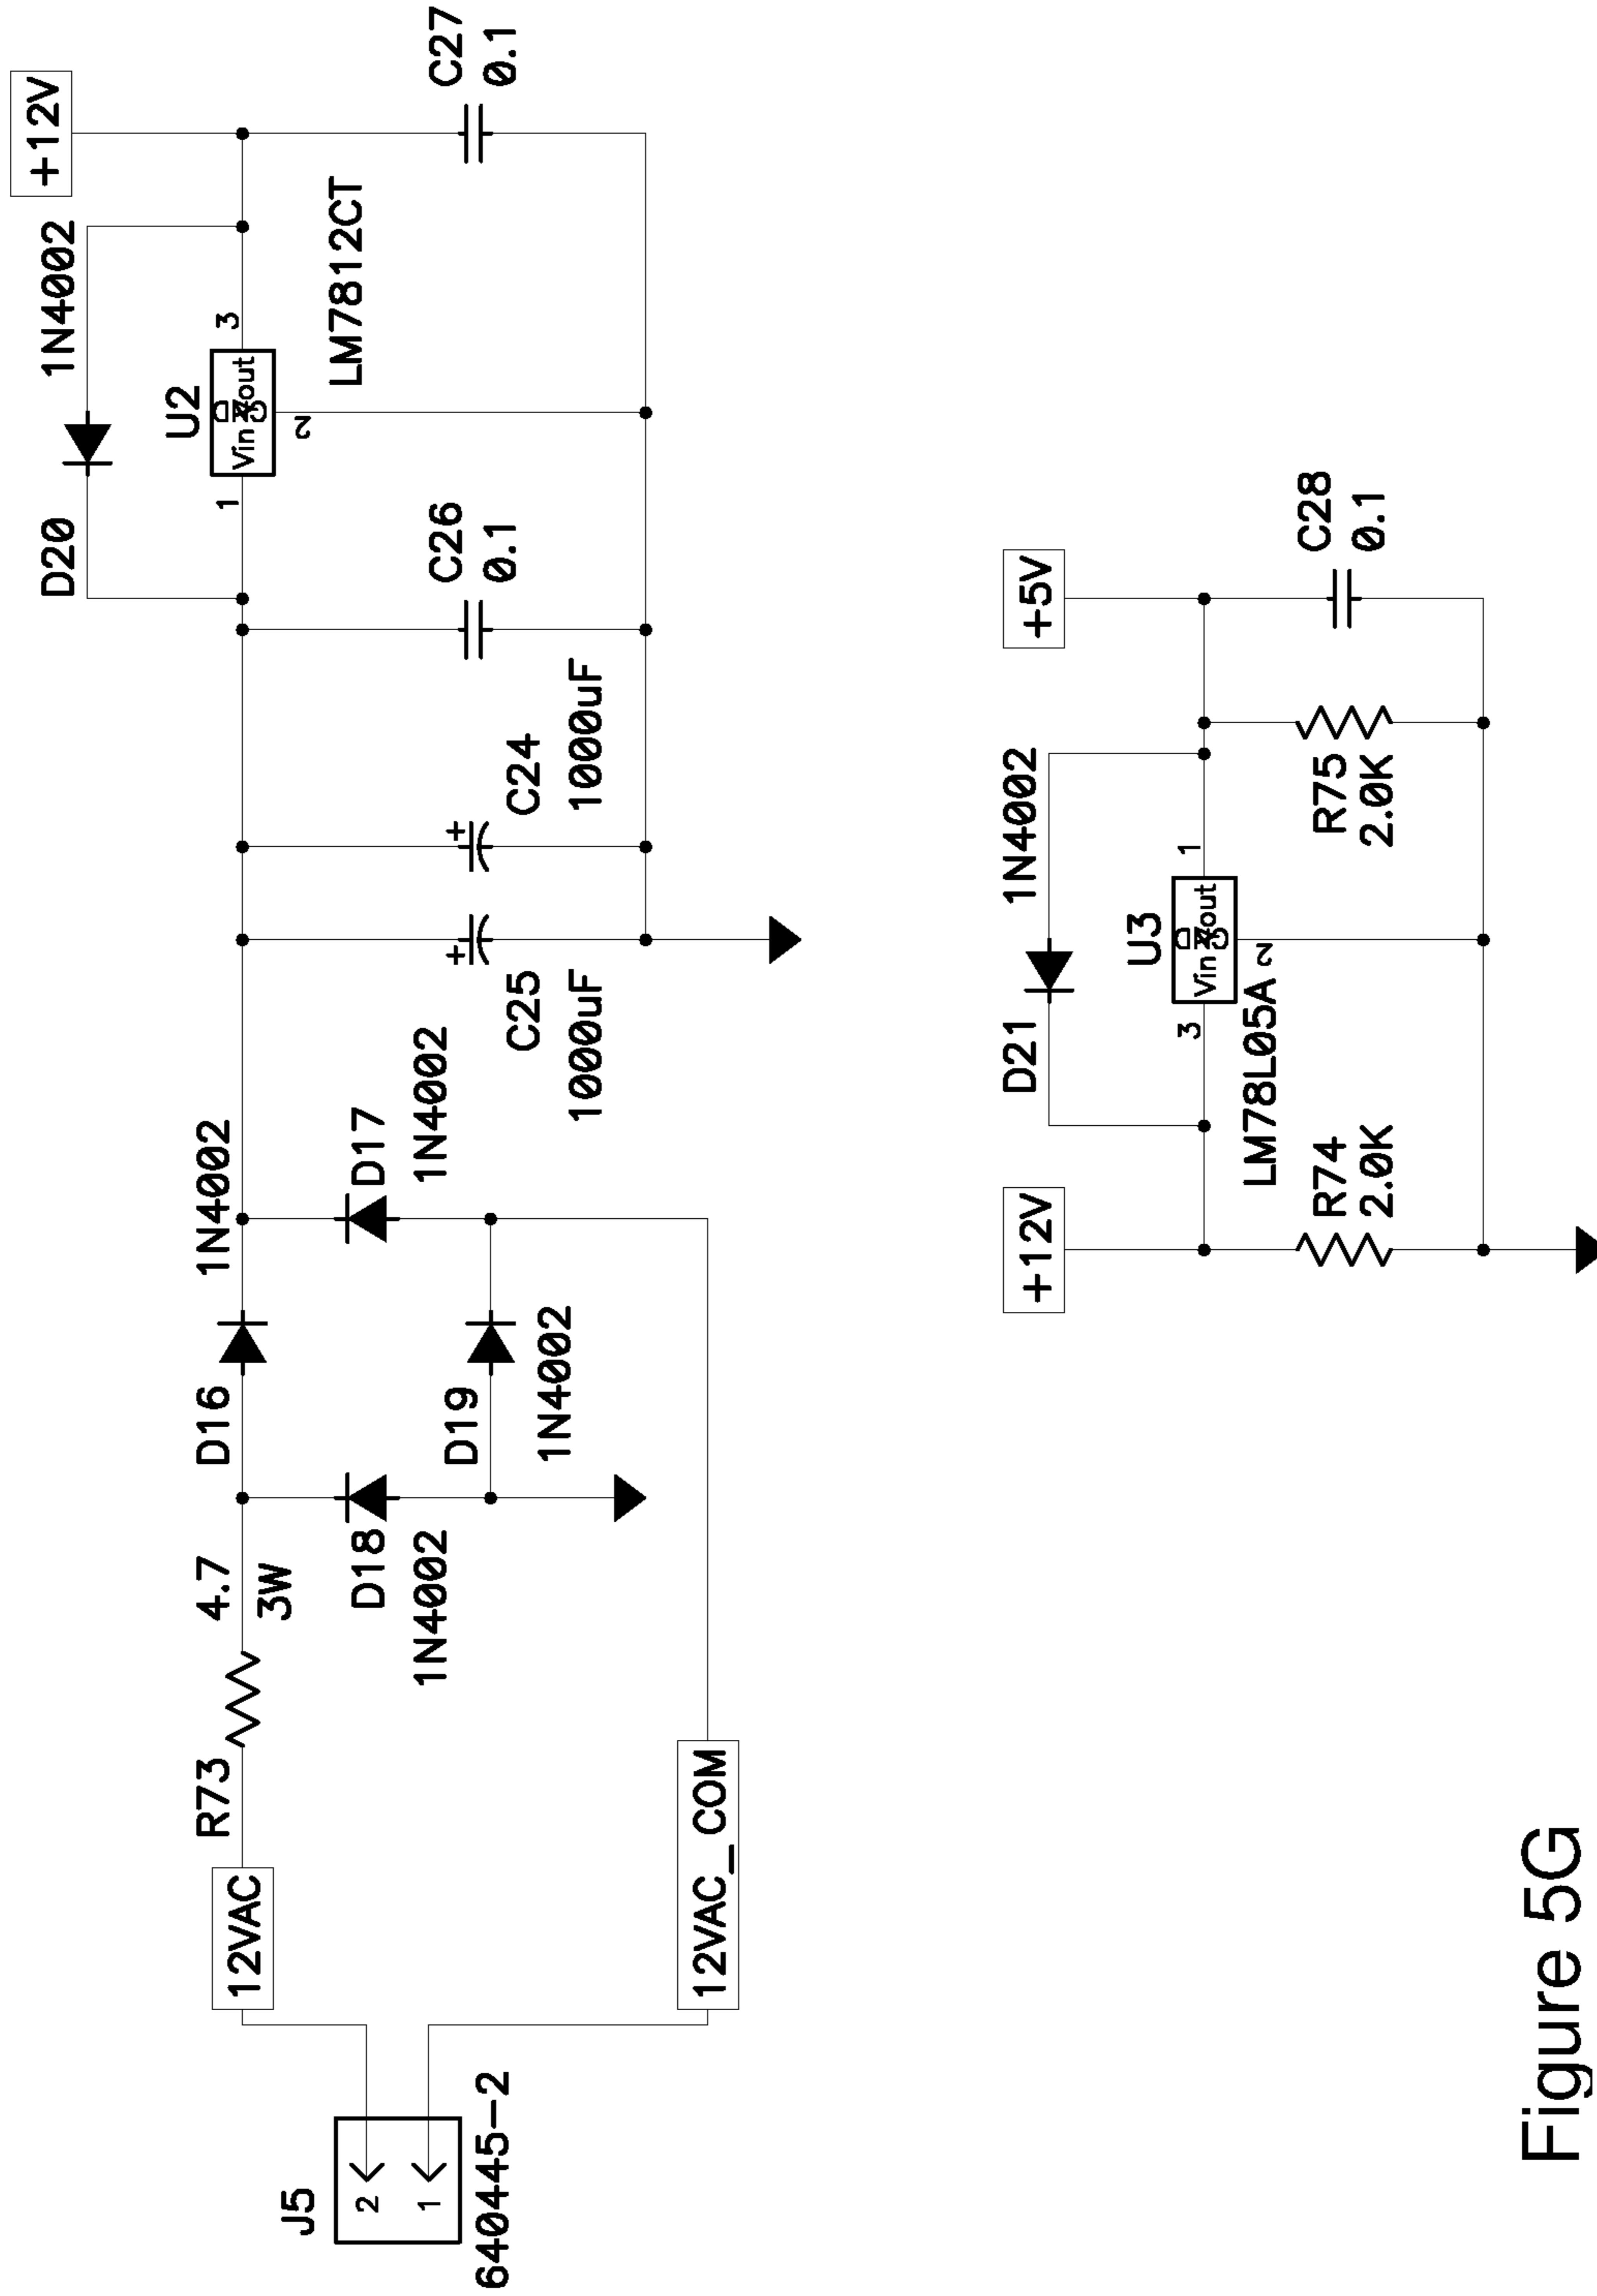 J5
2
1
640445-2
12VAC
12VAC_COM
R73
4.7
3W
D16
1N4002
D18
1N4002
D19
1N4002
D17
1N4002
C25
1000uF
C24
1000uF
C26
0.1
D20
1N4002
U2
1
Vin
Vout
3
2
LM7812CT
+12V
C27
0.1
+12V
R74
2.0K
D21
1N4002
U3
3
Vin
Vout
1
2
LM78L05A
R75
2.0K
+5V
C28
0.1
Figure 5G